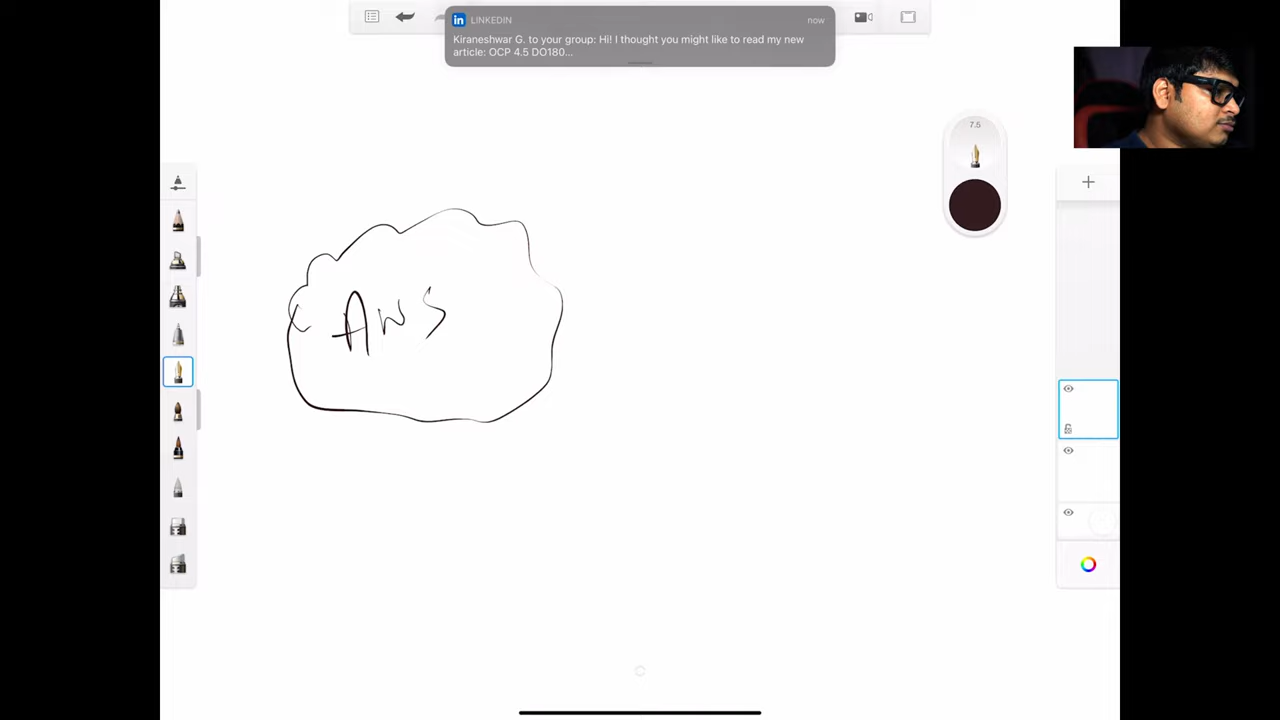 LINKEDIN
now
Kiraneshwar G. to your group: Hi! I thought you might like to read my new
article: OCP 4.5 DO180...
7.5
AWS